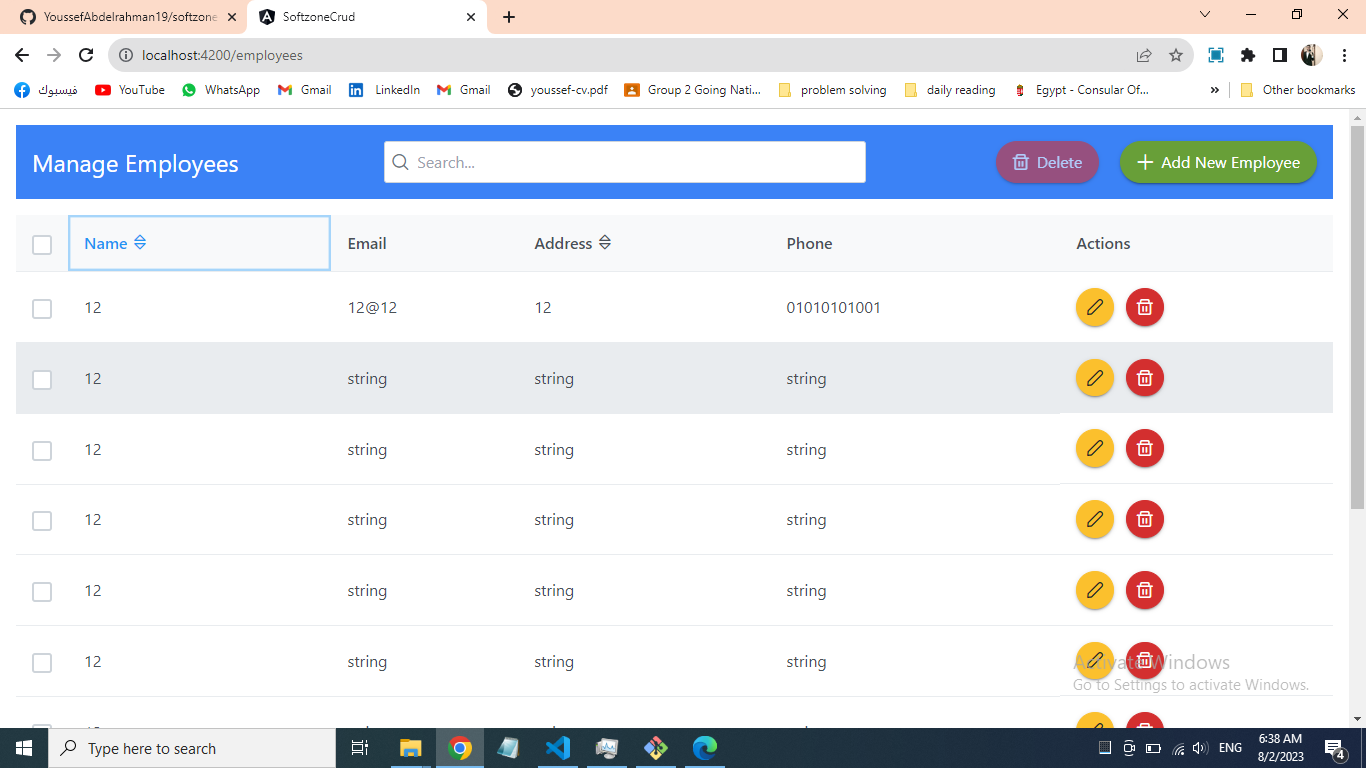 YoussefAbdelrahman19/softzone
SoftzoneCrud
localhost:4200/employees
فيسبوك YouTube WhatsApp Gmail LinkedIn Gmail youssef-cv.pdf Group 2 Going Nati... problem solving daily reading Egypt - Consular Of... » Other bookmarks
Manage Employees
Search...
Delete
Add New Employee
Name Email Address Phone Actions
12 12@12 12 01010101001
12 string string string
12 string string string
12 string string string
12 string string string
12 string string string
Activate Windows
Go to Settings to activate Windows.
Type here to search
ENG
6:38 AM
8/2/2023
4